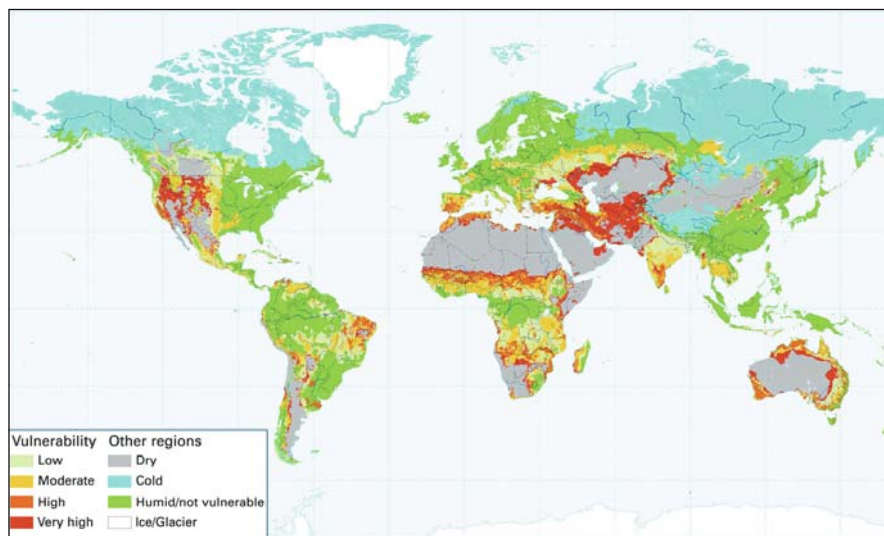 Vulnerability
Low
Moderate
High
Very high
Other regions
Dry
Cold
Humid/not vulnerable
Ice/Glacier